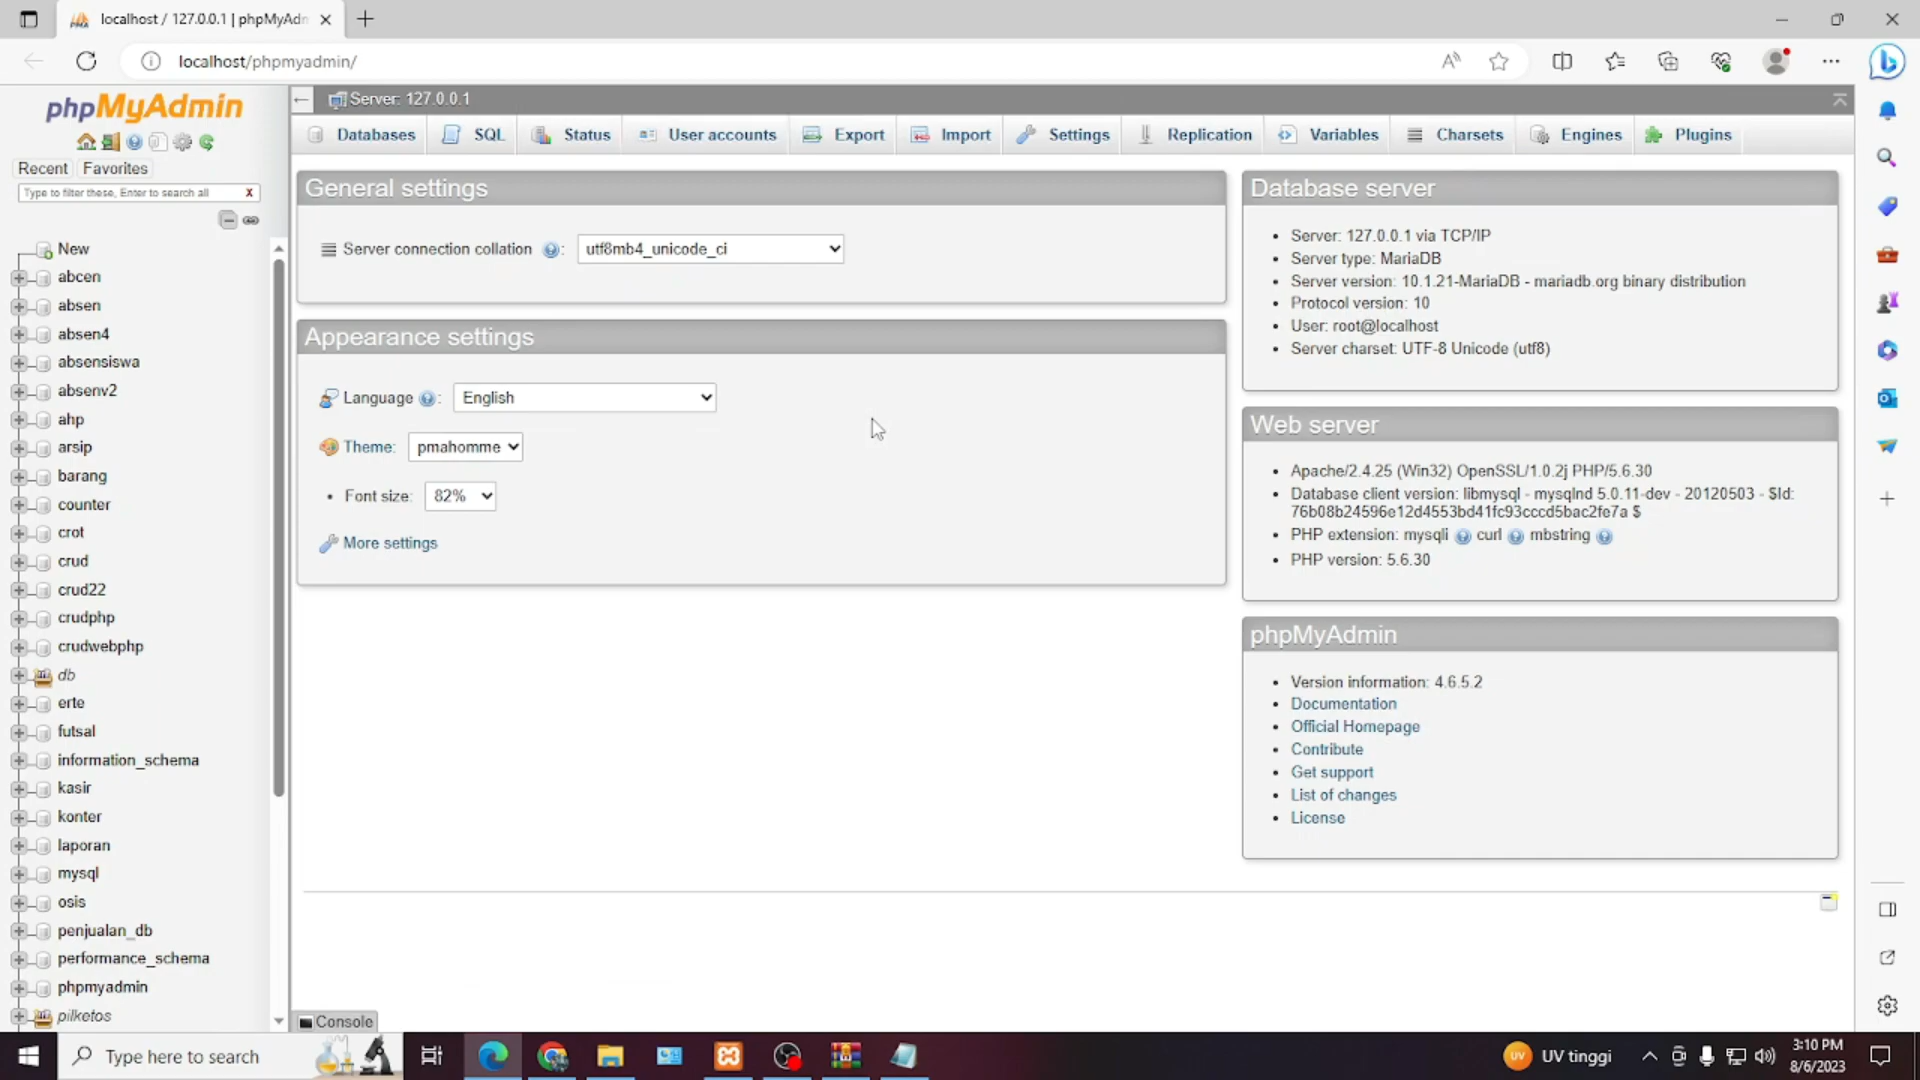 localhost / 127.0.0.1 | phpMyAdn
localhost/phpmyadmin/
phpMyAdmin
Recent Favorites
Type to filter these, Enter to search all X
New
abcen
absen
absen4
absensiswa
absenv2
ahp
arsip
barang
counter
crot
crud
crud22
crudphp
crudwebphp
db
erte
futsal
information_schema
kasir
konter
laporan
mysql
osis
penjualan_db
performance_schema
phpmyadmin
pilketos
Server: 127.0.0.1
Databases SQL Status User accounts Export Import Settings Replication Variables Charsets Engines Plugins
General settings
Server connection collation : utf8mb4_unicode_ci
Appearance settings
Language : English
Theme: pmahomme
• Font size: 82%
More settings
Database server
• Server: 127.0.0.1 via TCP/IP
• Server type: MariaDB
• Server version: 10.1.21-MariaDB - mariadb.org binary distribution
• Protocol version: 10
• User: root@localhost
• Server charset: UTF-8 Unicode (utf8)
Web server
• Apache/2.4.25 (Win32) OpenSSL/1.0.2j PHP/5.6.30
• Database client version: libmysql - mysqlnd 5.0.11-dev - 20120503 - $Id:
76b08b24596e12d4553bd41fc93cccd5bac2fe7a $
• PHP extension: mysqli curl mbstring
• PHP version: 5.6.30
phpMyAdmin
• Version information: 4.6.5.2
• Documentation
• Official Homepage
• Contribute
• Get support
• List of changes
• License
Console
Type here to search
UV UV tinggi
3:10 PM
8/6/2023